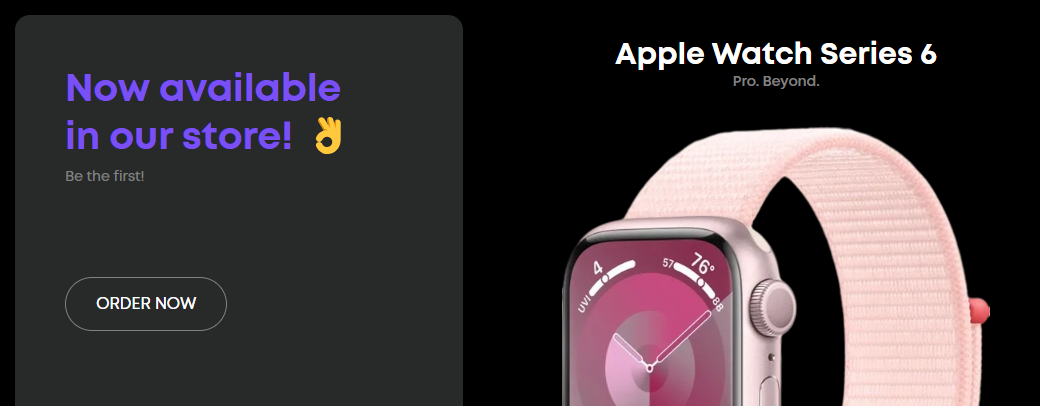 Now available
in our store! 👌
Be the first!
ORDER NOW
Apple Watch Series 6
Pro. Beyond.
4
UVI
57
76°
88